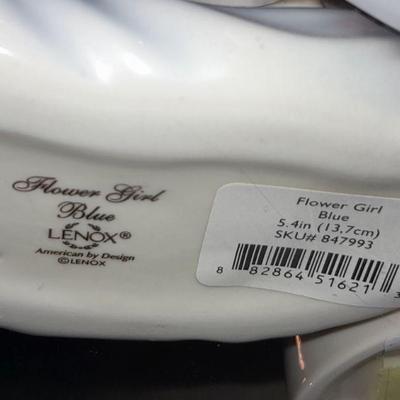 Flower Girl
Blue
LENOX®
American by Design
©LENOX
Flower Girl
Blue
5.4in (13,7cm)
SKU# 847993
8 82864 51621 3